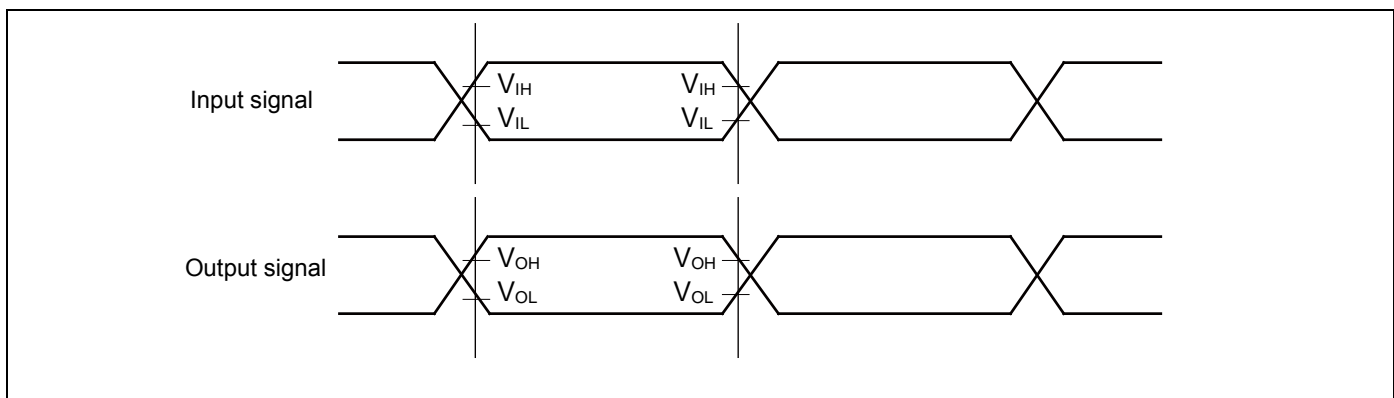 Input signal
VIH VIH
VIL VIL
Output signal
VOH VOH
VOL VOL